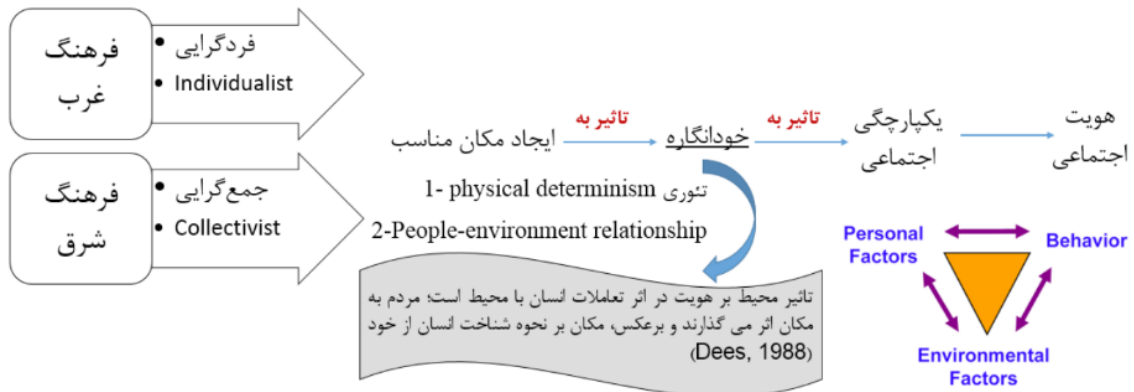 فرهنگ
غرب
• فردگرایی
• Individualist
فرهنگ
شرق
• جمع‌گرایی
• Collectivist
ایجاد مکان مناسب
تاثیر به
خودانگاره
تاثیر به
یکپارچگی
اجتماعی
هویت
اجتماعی
تئوری 1- physical determinism
2-People-environment relationship
تاثیر محیط بر هویت در اثر تعاملات انسان با محیط است؛ مردم به
مکان اثر می گذارند و برعکس، مکان بر نحوه شناخت انسان از خود
(Dees, 1988)
Personal
Factors
Behavior
Environmental
Factors